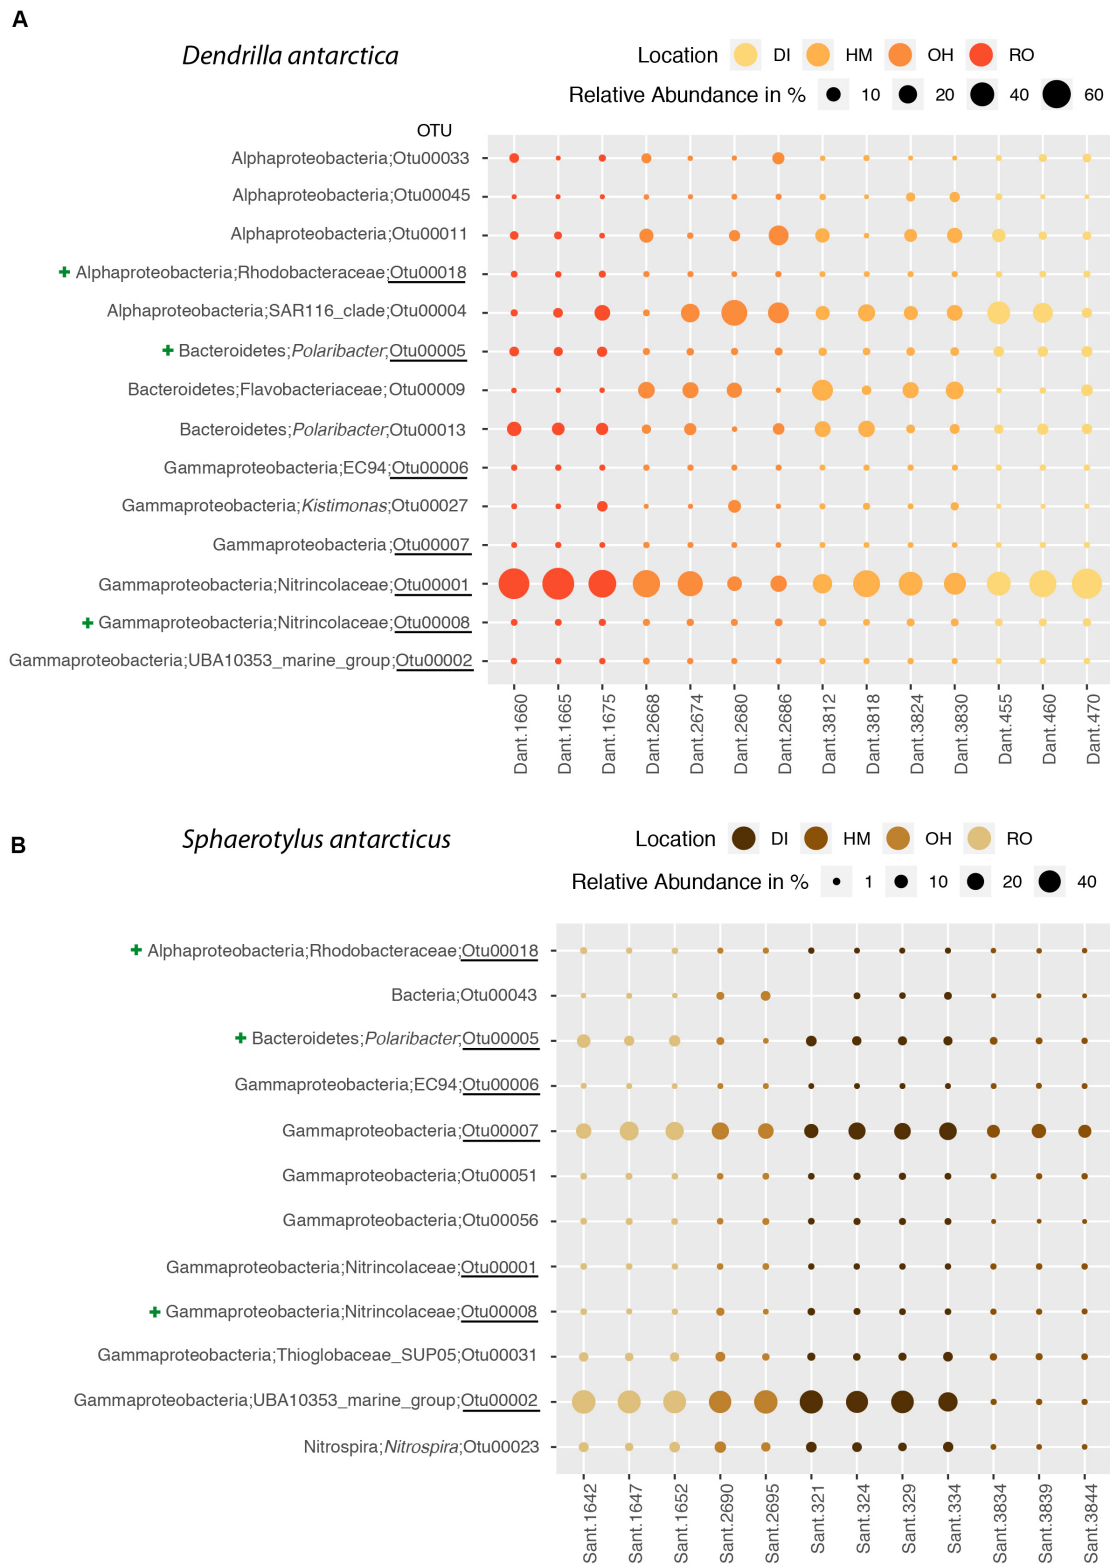 A
Dendrilla antarctica
Location DI HM OH RO
Relative Abundance in % 10 20 40 60
OTU
Alphaproteobacteria;Otu00033
Alphaproteobacteria;Otu00045
Alphaproteobacteria;Otu00011
+ Alphaproteobacteria;Rhodobacteraceae;Otu00018
Alphaproteobacteria;SAR116_clade;Otu00004
+ Bacteroidetes;Polaribacter;Otu00005
Bacteroidetes;Flavobacteriaceae;Otu00009
Bacteroidetes;Polaribacter;Otu00013
Gammaproteobacteria;EC94;Otu00006
Gammaproteobacteria;Kistimonas;Otu00027
Gammaproteobacteria;Otu00007
Gammaproteobacteria;Nitrincolaceae;Otu00001
+ Gammaproteobacteria;Nitrincolaceae;Otu00008
Gammaproteobacteria;UBA10353_marine_group;Otu00002
Dant.1660
Dant.1665
Dant.1675
Dant.2668
Dant.2674
Dant.2680
Dant.2686
Dant.3812
Dant.3818
Dant.3824
Dant.3830
Dant.455
Dant.460
Dant.470
B
Sphaerotylus antarcticus
Location DI HM OH RO
Relative Abundance in % 1 10 20 40
+ Alphaproteobacteria;Rhodobacteraceae;Otu00018
Bacteria;Otu00043
+ Bacteroidetes;Polaribacter;Otu00005
Gammaproteobacteria;EC94;Otu00006
Gammaproteobacteria;Otu00007
Gammaproteobacteria;Otu00051
Gammaproteobacteria;Otu00056
Gammaproteobacteria;Nitrincolaceae;Otu00001
+ Gammaproteobacteria;Nitrincolaceae;Otu00008
Gammaproteobacteria;Thioglobaceae_SUP05;Otu00031
Gammaproteobacteria;UBA10353_marine_group;Otu00002
Nitrospira;Nitrospira;Otu00023
Sant.1642
Sant.1647
Sant.1652
Sant.2690
Sant.2695
Sant.321
Sant.324
Sant.329
Sant.334
Sant.3834
Sant.3839
Sant.3844